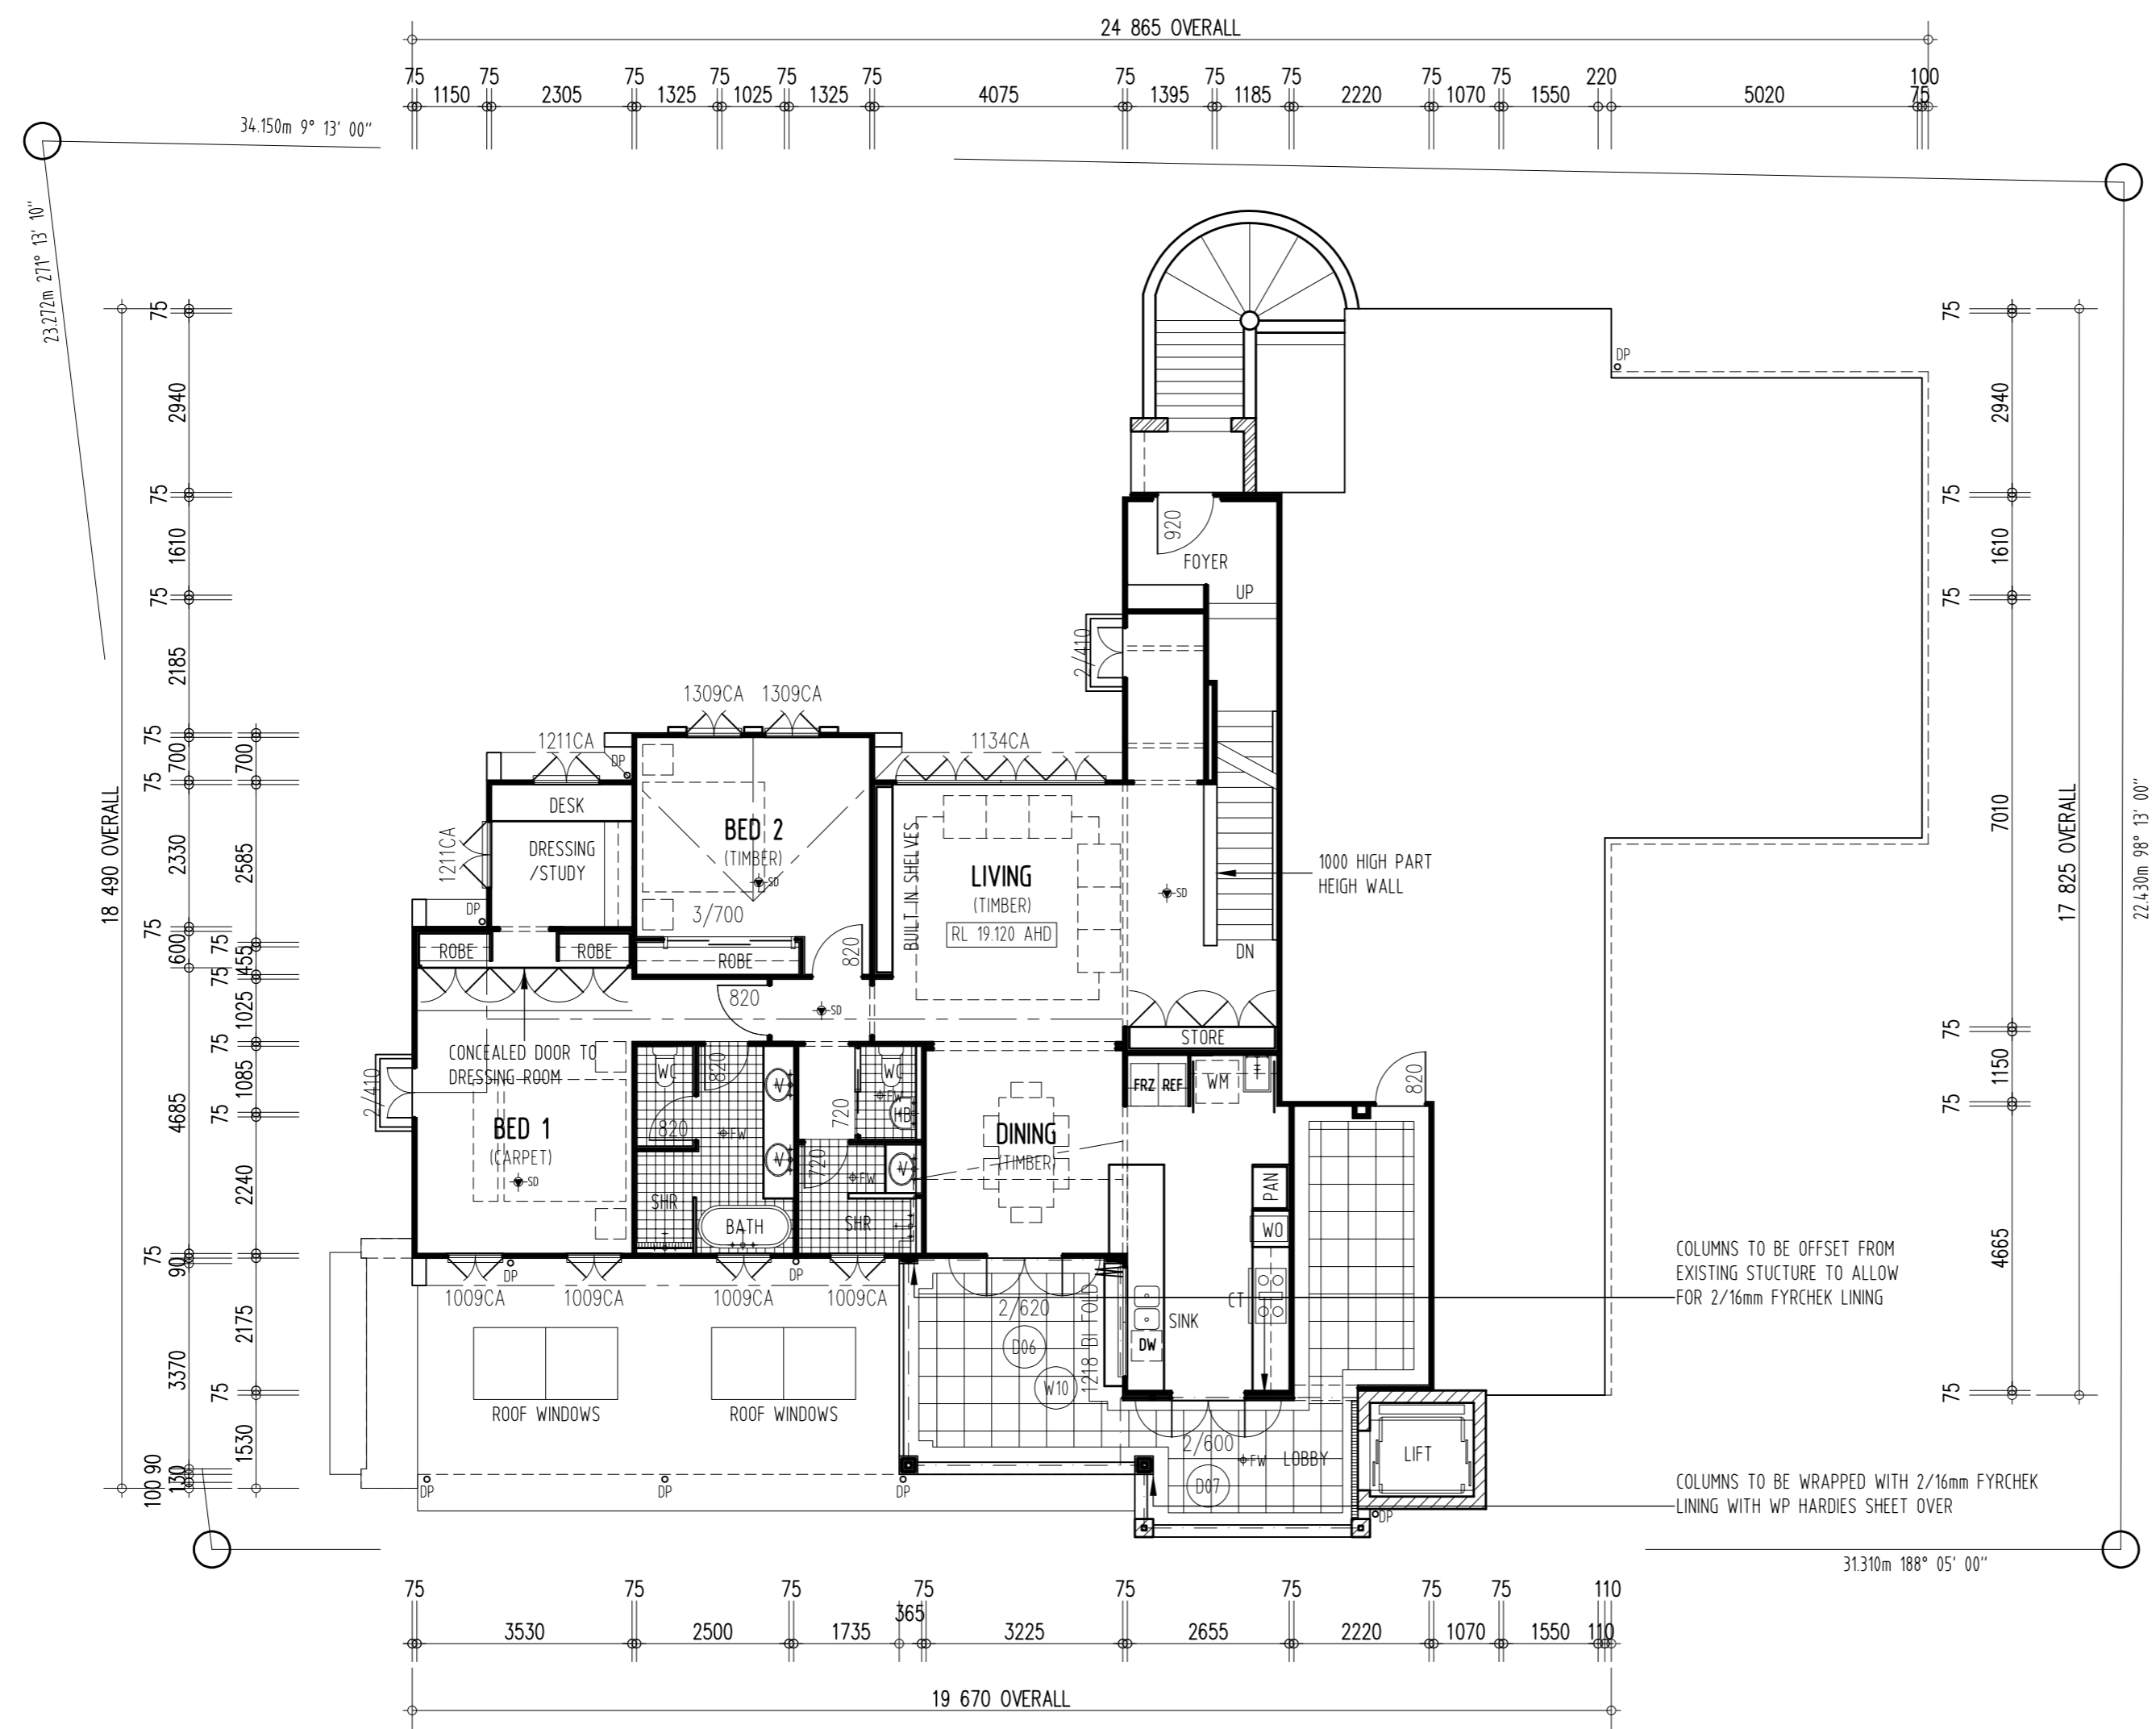 24 865 OVERALL
75 75 75 75 75 75 75 75 75 75 75 220 100
1150 2305 1325 1025 1325 4075 1395 1185 2220 1070 1550 5020 75
34.150m 9° 13' 00"
23.272m 271° 13' 10"
22.430m 98° 13' 00"
31.310m 188° 05' 00"
18 490 OVERALL
75
2940
75
1610
75
2185
75
700
75
2330
75
600
4685
75
90
3370
100 90
130
700
2585
75
455
75
1025
75
1085
75
2240
2175
75
1530
75
2940
75
1610
75
7010
75
1150
75
4665
75
17 825 OVERALL
DP
920
FOYER
UP
2/410
1309CA 1309CA
1211CA
DP
1134CA
DESK
1211CA
DRESSING
/STUDY
BED 2
(TIMBER)
SD
3/700
BUILT IN SHELVES
LIVING
(TIMBER)
RL 19.120 AHD
SD
1000 HIGH PART
HEIGH WALL
DP
ROBE
ROBE
ROBE
820
DN
820
SD
STORE
CONCEALED DOOR TO
DRESSING ROOM
WC
820
V
WC
FW
HB
FRZ REF
WM
820
2/410
BED 1
(CARPET)
SD
820
FW
V
720
720
FW
V
DINING
(TIMBER)
PAN
SHR
BATH
SHR
WO
DP
DP
1009CA 1009CA 1009CA 1009CA
2/620
D06
W10
1218 BI FOLD
SINK
DW
CT
COLUMNS TO BE OFFSET FROM
EXISTING STUCTURE TO ALLOW
FOR 2/16mm FYRCHEK LINING
ROOF WINDOWS
ROOF WINDOWS
2/600
FW
LOBBY
D07
LIFT
DP
DP
DP
DP
COLUMNS TO BE WRAPPED WITH 2/16mm FYRCHEK
LINING WITH WP HARDIES SHEET OVER
75 75 75 75 75 75 75 75 110
365
3530 2500 1735 3225 2655 2220 1070 1550 110
19 670 OVERALL